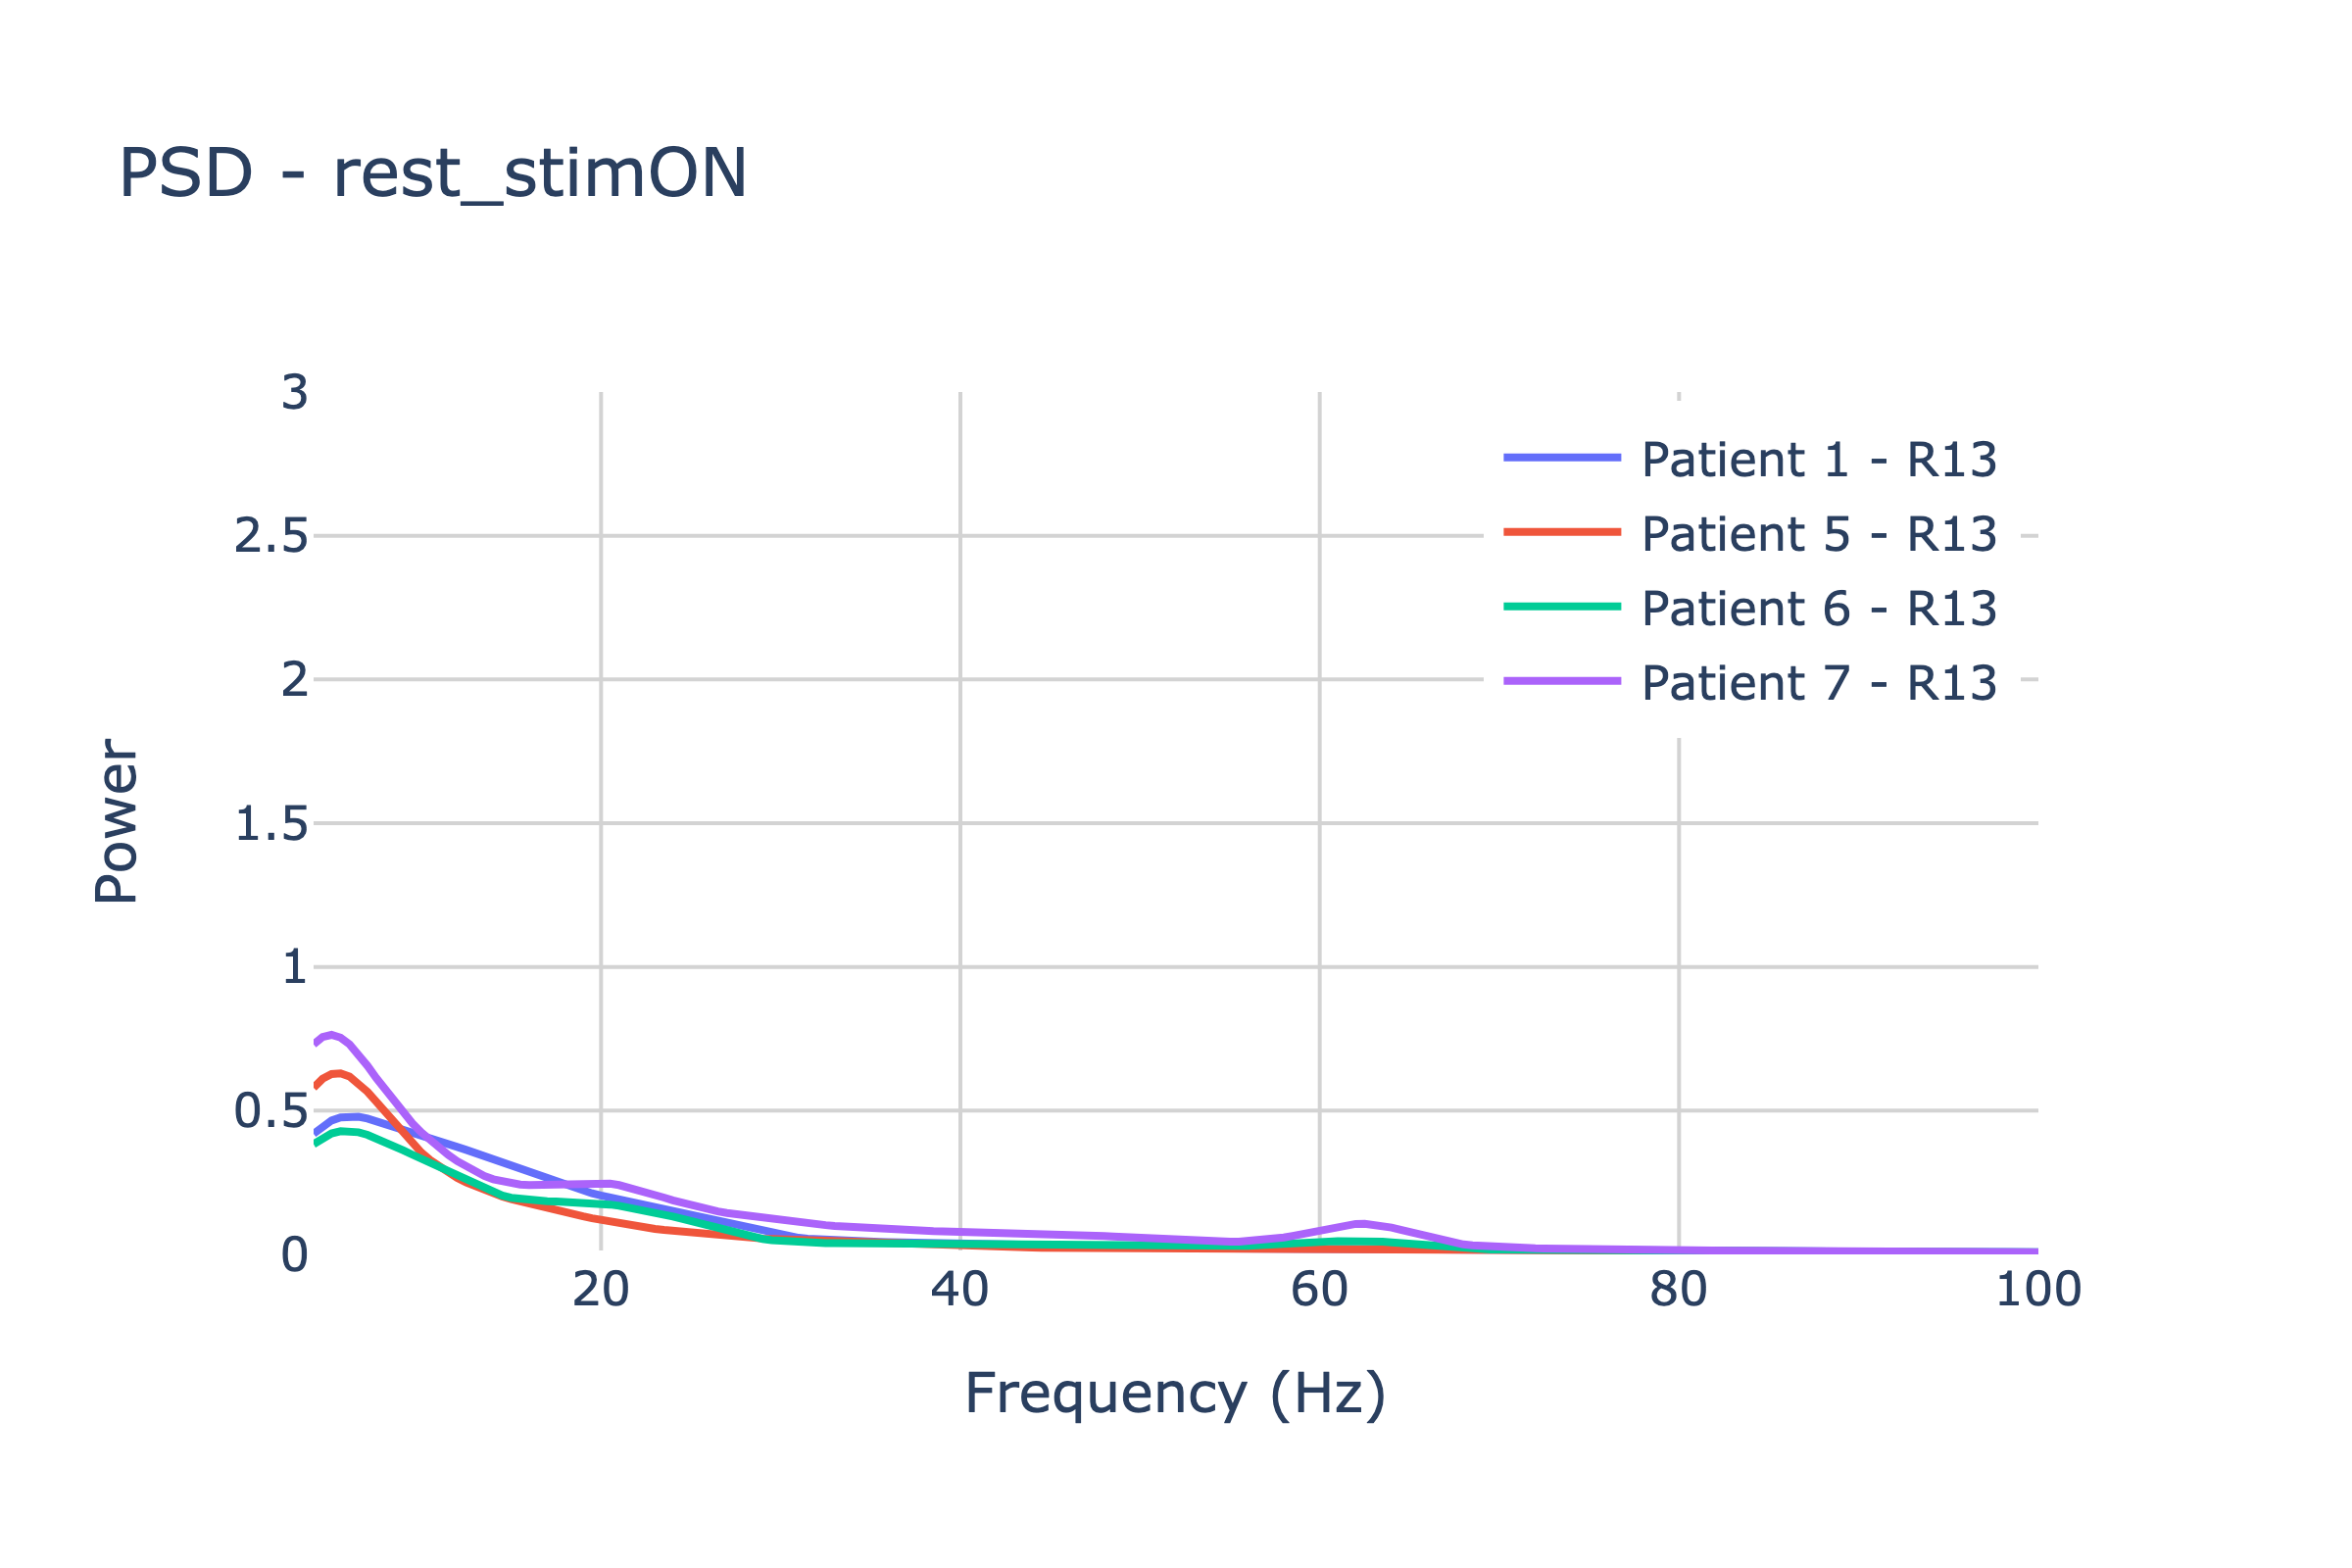 PSD - rest_stimON
3
2.5
2
1.5
1
0.5
0
Power
Patient 1 - R13
Patient 5 - R13
Patient 6 - R13
Patient 7 - R13
20 40 60 80 100
Frequency (Hz)